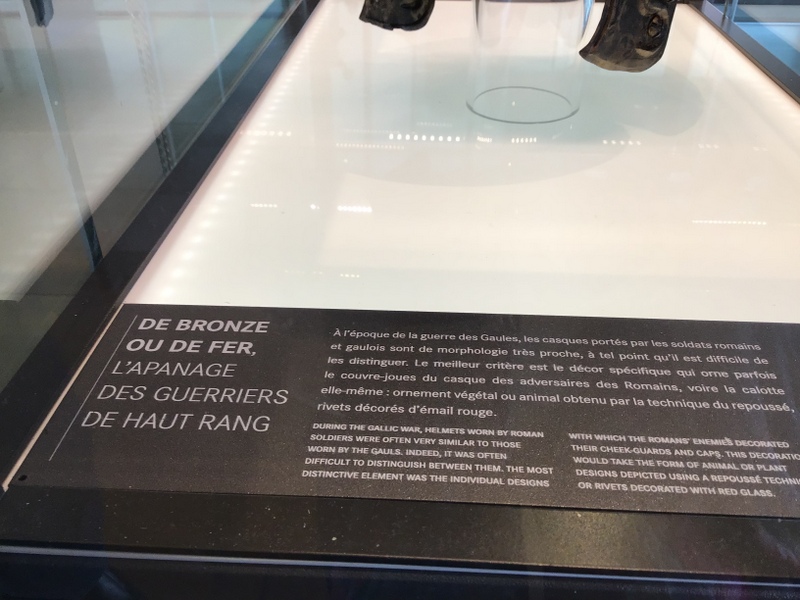 DE BRONZE
OU DE FER,
L'APANAGE
DES GUERRIERS
DE HAUT RANG
À l'époque de la guerre des Gaules, les casques portés par les soldats romains
et gaulois sont de morphologie très proche, à tel point qu'il est difficile de
les distinguer. Le meilleur critère est le décor spécifique qui orne parfois
le couvre-joues du casque des adversaires des Romains, voire la calotte
elle-même : ornement végétal ou animal obtenu par la technique du repoussé,
rivets décorés d'émail rouge.
DURING THE GALLIC WAR, HELMETS WORN BY ROMAN
SOLDIERS WERE OFTEN VERY SIMILAR TO THOSE
WORN BY THE GAULS. INDEED, IT WAS OFTEN
DIFFICULT TO DISTINGUISH BETWEEN THEM. THE MOST
DISTINCTIVE ELEMENT WAS THE INDIVIDUAL DESIGNS
WITH WHICH THE ROMANS' ENEMIES DECORATED
THEIR CHEEK-GUARDS AND CAPS. THIS DECORATIO
WOULD TAKE THE FORM OF ANIMAL OR PLANT
DESIGNS DEPICTED USING A REPOUSSÉ TECHNI
OR RIVETS DECORATED WITH RED GLASS.